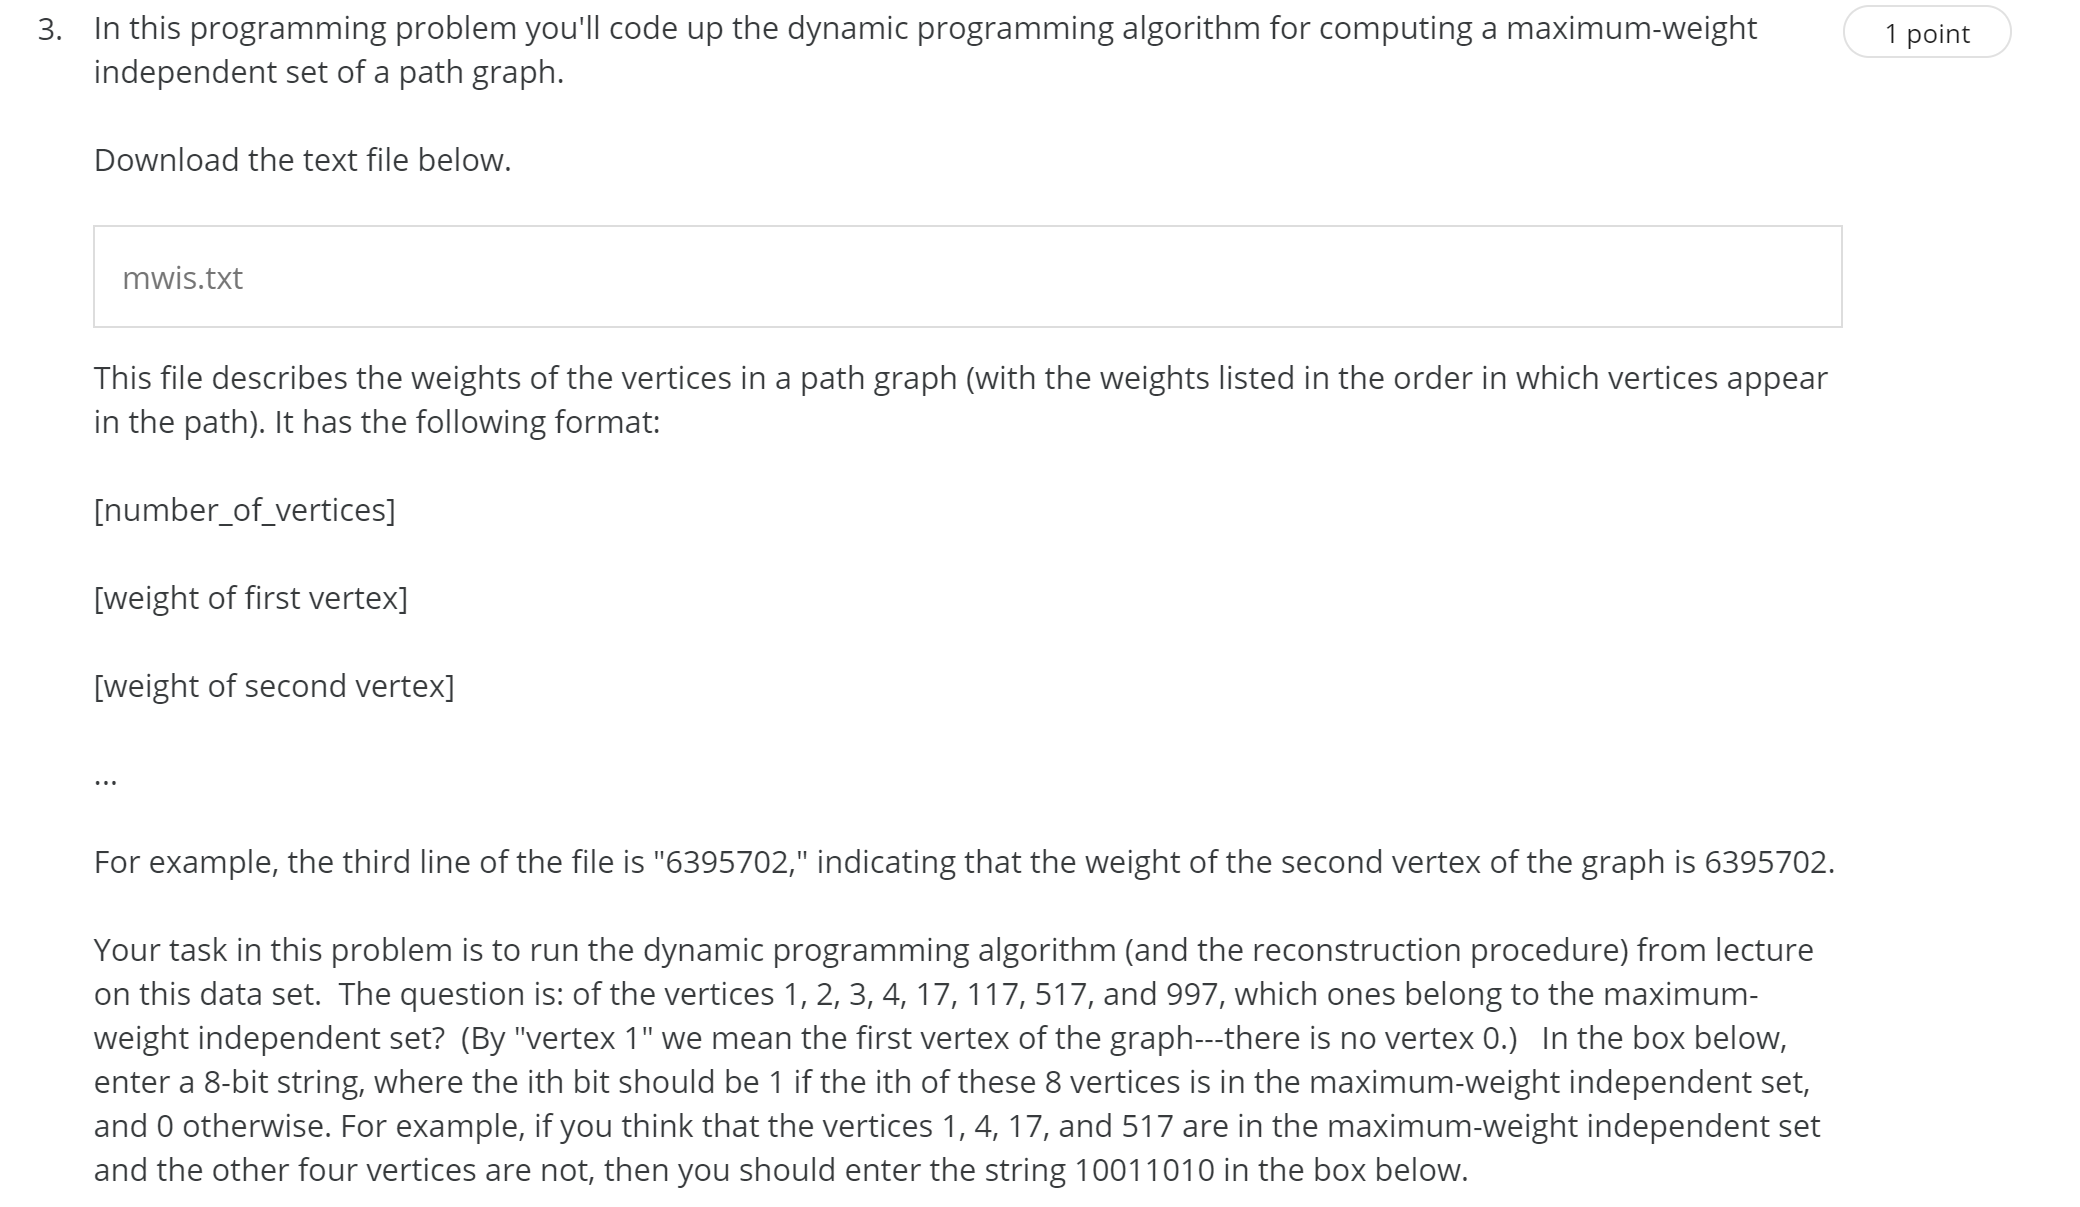 3. In this programming problem you'll code up the dynamic programming algorithm for computing a maximum-weight
1 point
independent set of a path graph.
Download the text file below.
mwis.txt
This file describes the weights of the vertices in a path graph (with the weights listed in the order in which vertices appear
in the path). It has the following format:
[number_of_vertices]
[weight of first vertex]
[weight of second vertex]
...
For example, the third line of the file is "6395702," indicating that the weight of the second vertex of the graph is 6395702.
Your task in this problem is to run the dynamic programming algorithm (and the reconstruction procedure) from lecture
on this data set.  The question is: of the vertices 1, 2, 3, 4, 17, 117, 517, and 997, which ones belong to the maximum-
weight independent set?  (By "vertex 1" we mean the first vertex of the graph---there is no vertex 0.)   In the box below,
enter a 8-bit string, where the ith bit should be 1 if the ith of these 8 vertices is in the maximum-weight independent set,
and 0 otherwise. For example, if you think that the vertices 1, 4, 17, and 517 are in the maximum-weight independent set
and the other four vertices are not, then you should enter the string 10011010 in the box below.